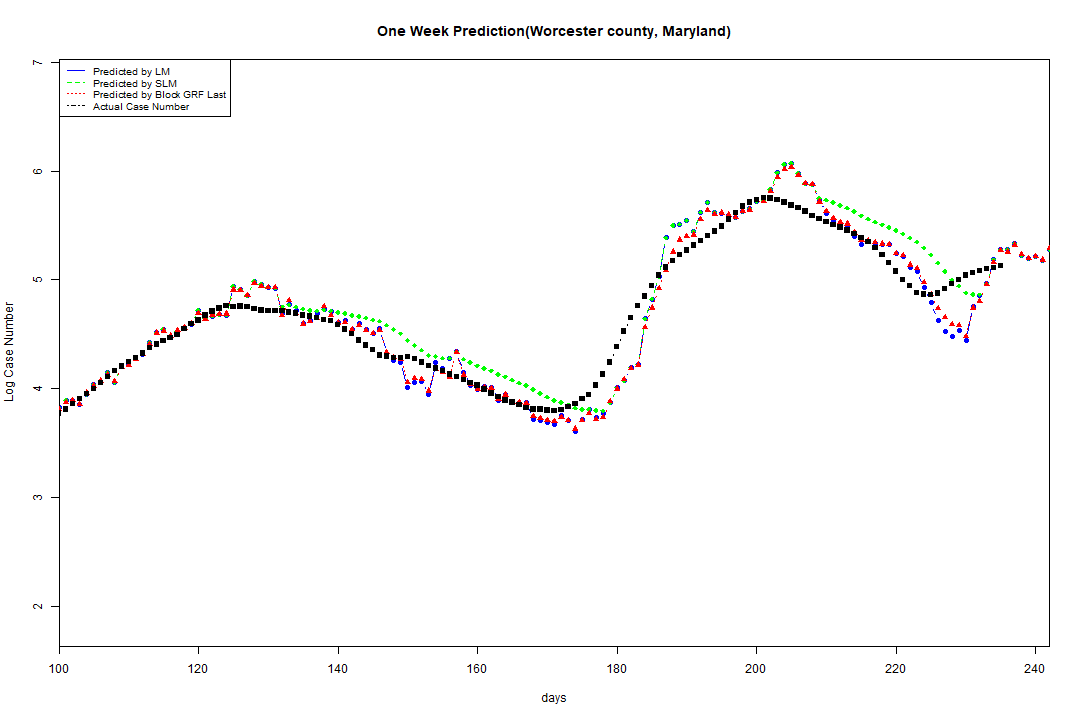 One Week Prediction(Worcester county, Maryland)
Predicted by LM
Predicted by SLM
Predicted by Block GRF Last
Actual Case Number
7
6
5
4
3
2
Log Case Number
100 120 140 160 180 200 220 240
days